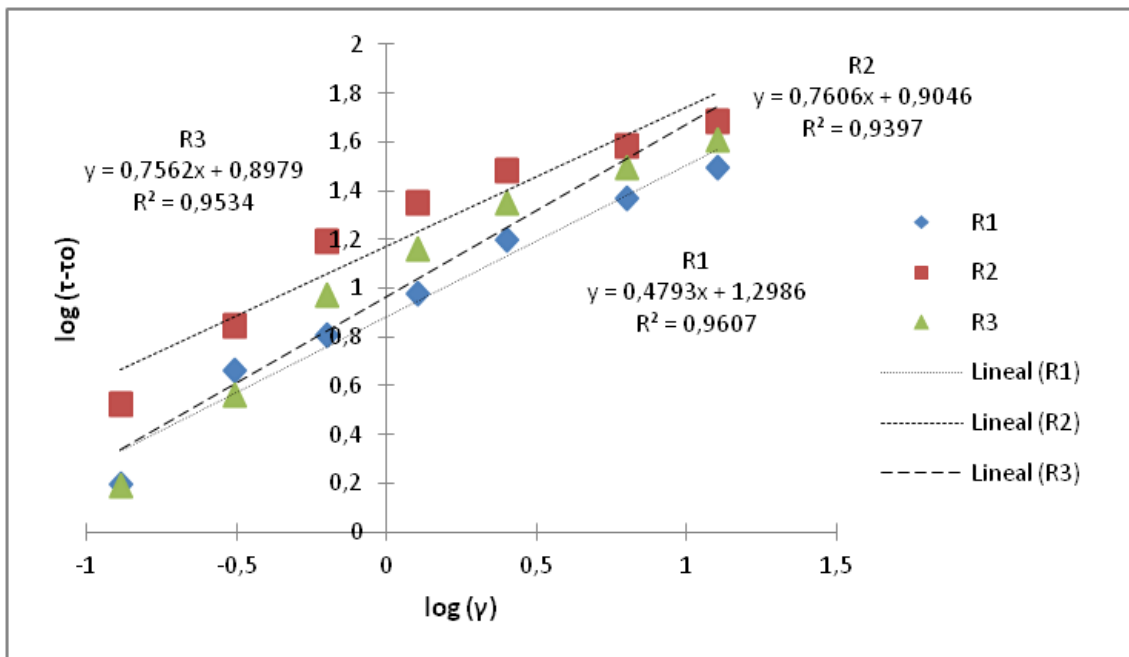 2
1,8
1,6
1,4
1,2
1
0,8
0,6
0,4
0,2
0
-1
-0,5
0
0,5
1
1,5
log (τ-το)
log (γ)
R3
y = 0,7562x + 0,8979
R² = 0,9534
R2
y = 0,7606x + 0,9046
R² = 0,9397
R1
y = 0,4793x + 1,2986
R² = 0,9607
R1
R2
R3
Lineal (R1)
Lineal (R2)
Lineal (R3)